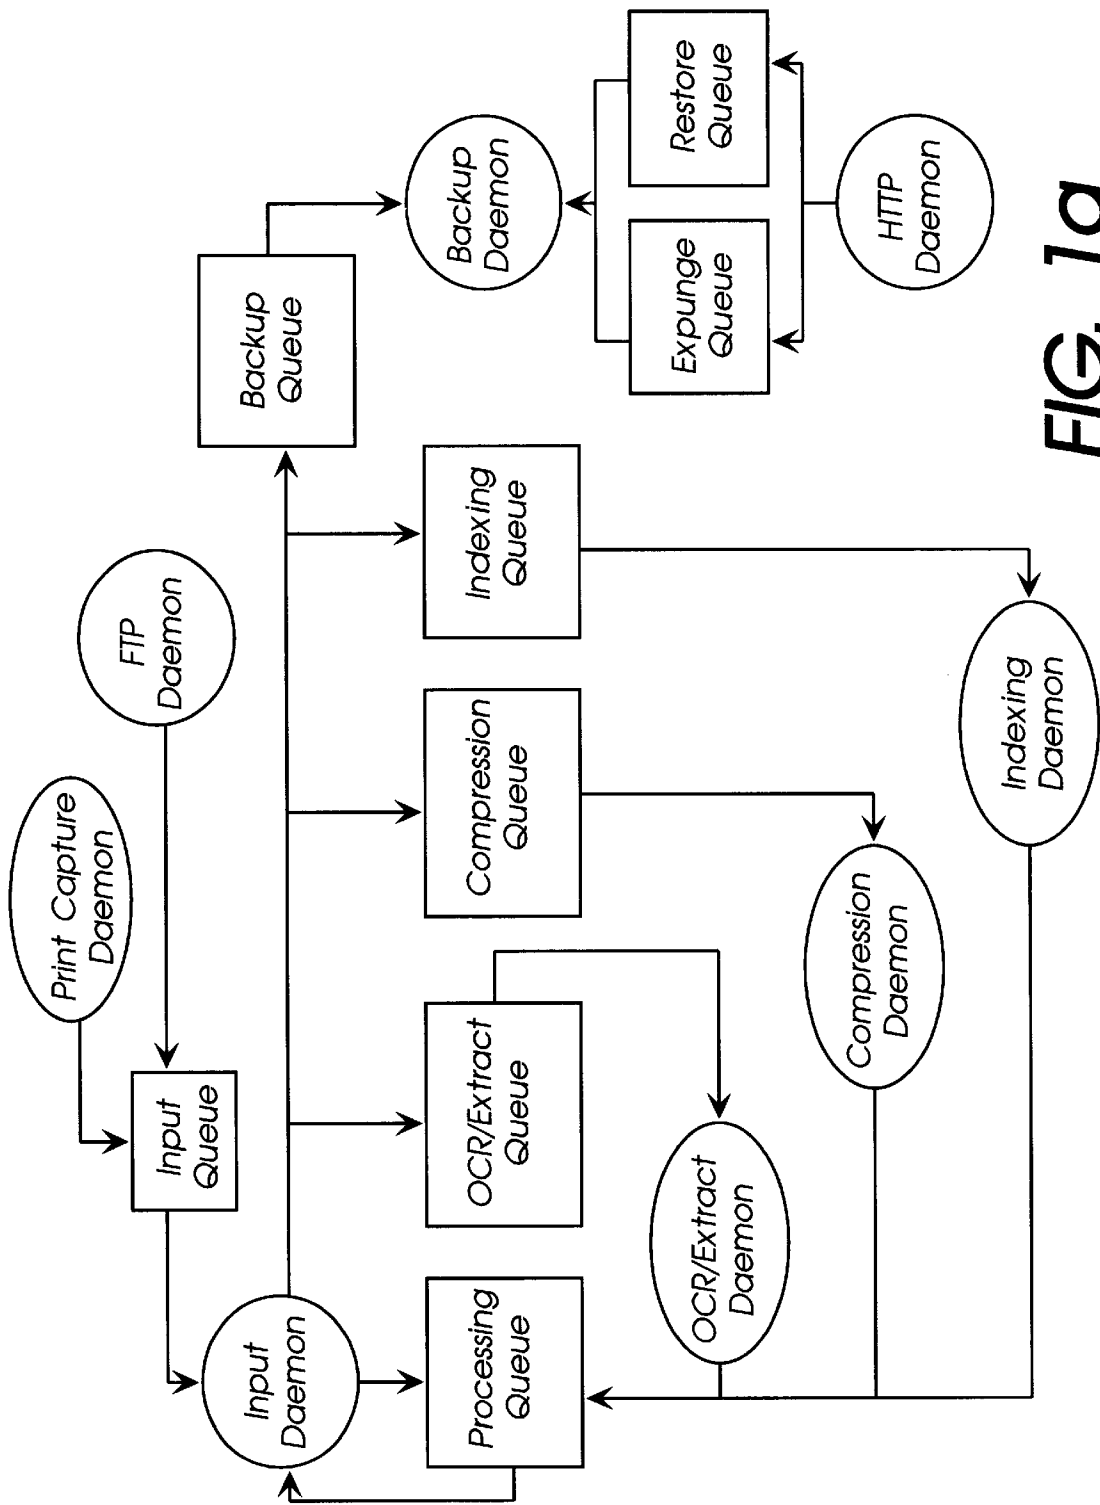 Print Capture
Daemon
FTP
Daemon
Input
Queue
Input
Daemon
Backup
Queue
Backup
Daemon
Processing
Queue
OCR/Extract
Queue
Compression
Queue
Indexing
Queue
Expunge
Queue
Restore
Queue
OCR/Extract
Daemon
Compression
Daemon
HTTP
Daemon
Indexing
Daemon
FIG. 1a